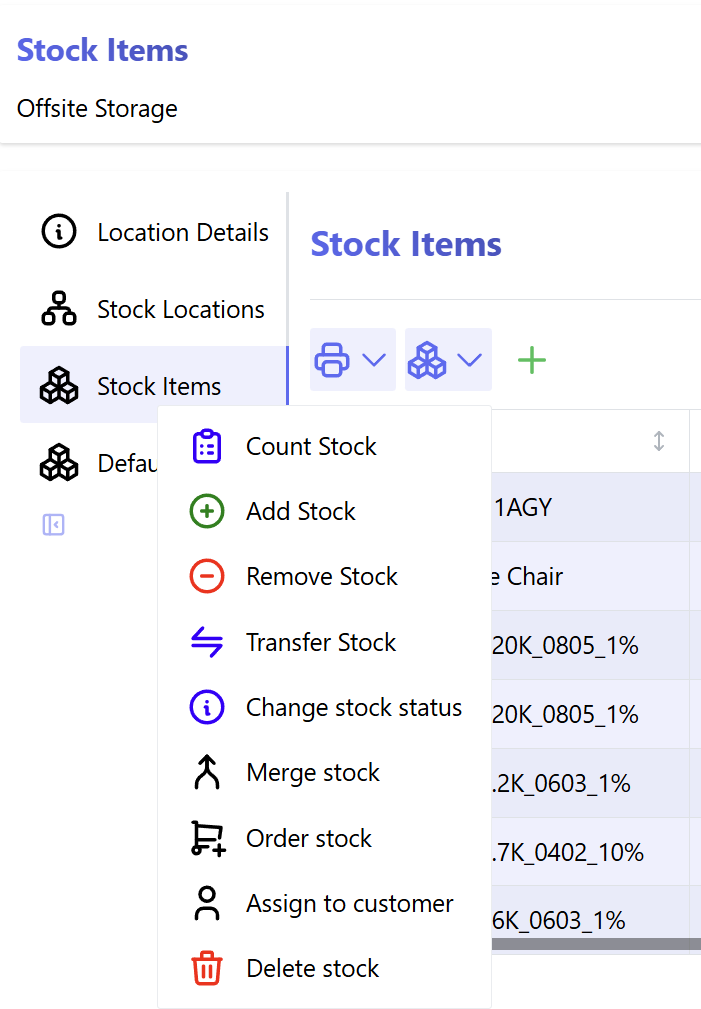 Stock Items
Offsite Storage
Location Details
Stock Locations
Stock Items
Stock Items
Count Stock
Add Stock
Remove Stock
Transfer Stock
Change stock status
Merge stock
Order stock
Assign to customer
Delete stock
1AGY
Chair
20K_0805_1%
20K_0805_1%
.2K_0603_1%
.7K_0402_10%
6K_0603_1%